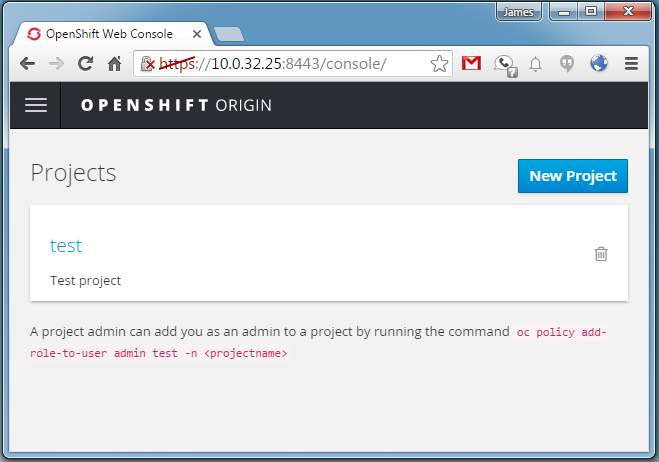 James
OpenShift Web Console
https://10.0.32.25:8443/console/
OPENSHIFT ORIGIN
Projects
New Project
test
Test project
A project admin can add you as an admin to a project by running the command oc policy add-
role-to-user admin test -n <projectname>